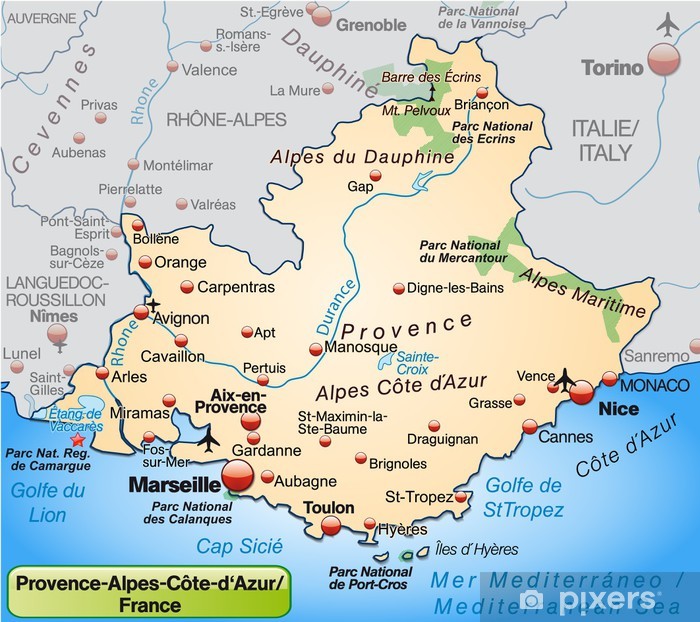 AUVERGNE
St.-Egrève
Grenoble
Parc National
de la Vannoise
Romans-
s.-Isère
Dauphiné
Torino
Valence
Barre des Écrins
Cevennes
Rhone
La Mure
Briançon
Privas
RHÔNE-ALPES
Mt. Pelvoux
Parc National
des Ecrins
ITALIE/
ITALY
Aubenas
Montélimar
Alpes du Dauphine
Gap
Pierrelatte
Valréas
Pont-Saint-
Esprit
Bollène
Bagnols-
sur-Cèze
Orange
Parc National
du Mercantour
Alpes Maritime
LANGUEDOC-
ROUSSILLON
Carpentras
Digne-les-Bains
Nîmes
Avignon
Durance
Provence
Rhône
Apt
Manosque
Cavaillon
Sainte-
Croix
Sanremo
Lunel
Saint-
Gilles
Arles
Pertuis
Alpes Côte d'Azur
Vence
MONACO
Miramas
Aix-en-
Provence
Grasse
Nice
Étang de
Vaccarès
St-Maximin-la-
Ste-Baume
Draguignan
Cannes
Côte d'Azur
Parc Nat. Reg.
de Camargue
Fos-
sur-Mer
Gardanne
Brignoles
Marseille
Aubagne
St-Tropez
Golfe de
StTropez
Golfe du
Lion
Parc National
des Calanques
Toulon
Hyères
Cap Sicié
Îles d'Hyères
Parc National
de Port-Cros
Mer Mediterráneo /
Mediterranean Sea
Provence-Alpes-Côte-d'Azur/
France
pixers